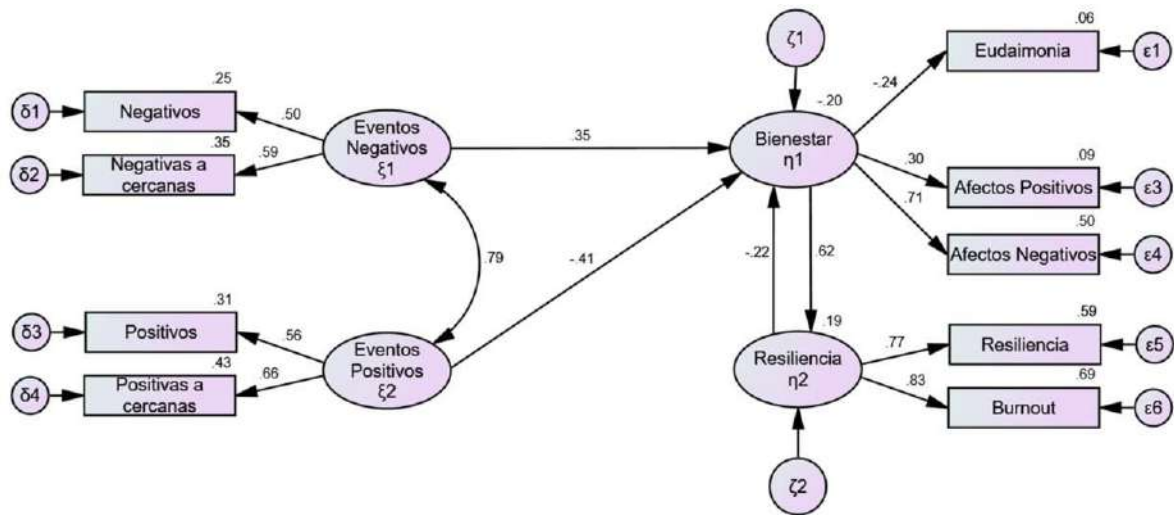 ζ1
.06
Eudaimonia
ε1
-.24
-.20
.25
δ1
Negativos
.50
Eventos
Negativos
ξ1
.35
Bienestar
η1
.30
.09
Afectos Positivos
ε3
.35
δ2
Negativas a
cercanas
.59
.71
.50
Afectos Negativos
ε4
.79
-.41
-.22
.62
.31
δ3
Positivos
.56
Eventos
Positivos
ξ2
.19
Resiliencia
η2
.77
.59
Resiliencia
ε5
.43
δ4
Positivas a
cercanas
.66
.83
.69
Burnout
ε6
ζ2